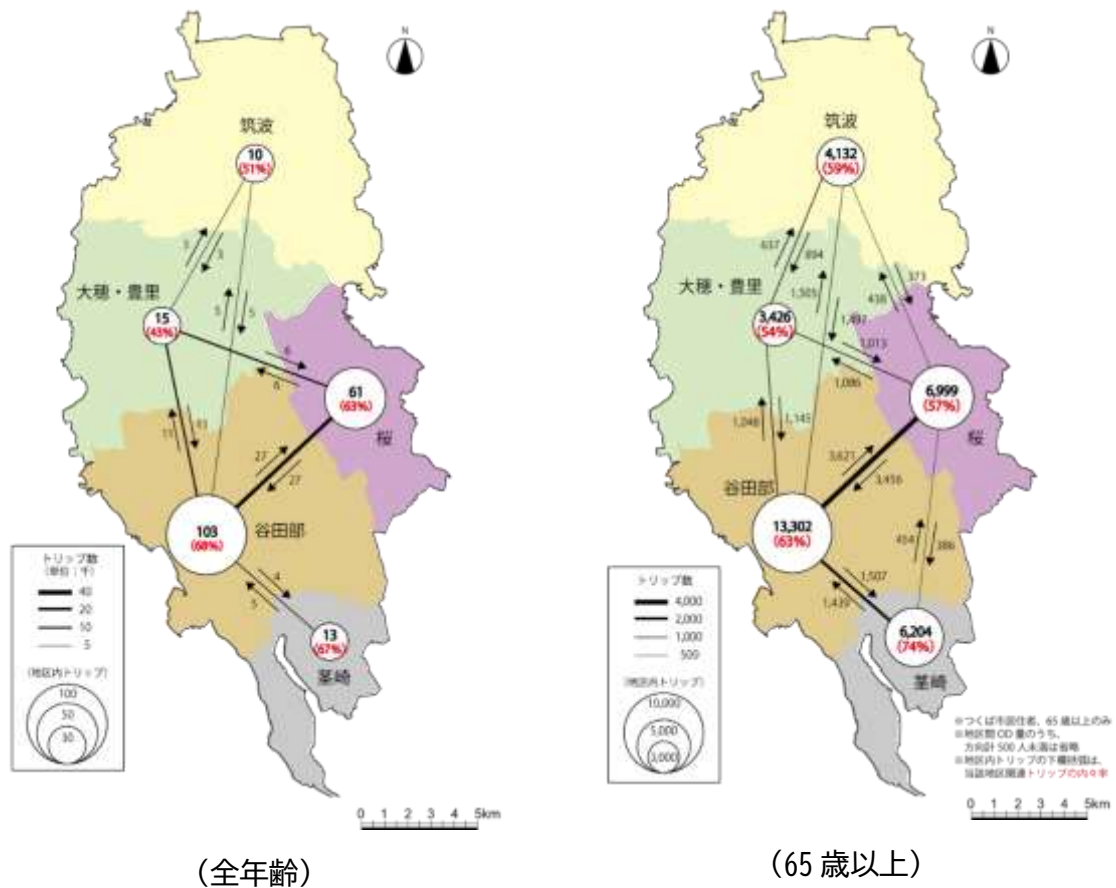 N
筑波
10
(51%)
3
3
大穂・豊里
5
5
15
(43%)
6
6
61
(63%)
桜
11
27
27
103
(68%)
谷田部
4
5
13
(67%)
茎崎
トリップ数
(単位：千)
40
20
10
5
(地区内トリップ)
100
50
30
0 1 2 3 4 5km
(全年齢)
N
筑波
4,132
(59%)
637
894
373
438
大穂・豊里
1,505
3,426
(54%)
1,013
1,086
6,999
(57%)
桜
1,048
1,145
3,621
3,456
谷田部
13,302
(63%)
454
386
1,507
1,439
6,204
(74%)
茎崎
トリップ数
4,000
2,000
1,000
500
(地区内トリップ)
10,000
5,000
3,000
※つくば市居住者、65歳以上のみ
※地区間OD量のうち、
方向計500人未満は省略
※地区内トリップの下欄括弧は、
当該地区関連トリップの内々率
0 1 2 3 4 5km
(65歳以上)